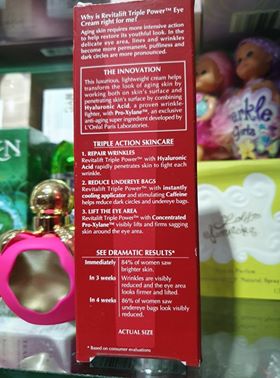 Why is Revitalift Triple Power™ Eye
Cream right for me?
Aging skin requires more intensive action
to help restore its youthful look. In the
delicate eye area, lines and wrinkles
become more permanent, puffiness and
dark circles are more pronounced.
THE INNOVATION
This luxurious, lightweight cream helps
transform the look of aging skin by
working both on skin's surface and
penetrating skin's surface by combining
Hyaluronic Acid, a proven wrinkle-
fighter, with Pro-Xylane™, an exclusive
anti-aging super ingredient developed by
L'Oréal Paris Laboratories.
TRIPLE ACTION SKINCARE
1. REPAIR WRINKLES
Revitalift Triple Power™ with Hyaluronic
Acid rapidly penetrates skin to fight each
wrinkle.
2. REDUCE UNDEREYE BAGS
Revitalift Triple Power™ with instantly
cooling applicator and stimulating Caffeine
helps reduce dark circles and undereye bags.
3. LIFT THE EYE AREA
Revitalift Triple Power™ with Concentrated
Pro-Xylane™ visibly lifts and firms sagging
skin around the eye area.
SEE DRAMATIC RESULTS*
Immediately 84% of women saw
brighter skin.
In 3 weeks Wrinkles are visibly
reduced and the eye area
looks firmer and lifted.
In 4 weeks 86% of women saw
undereye bags look visibly
reduced.
ACTUAL SIZE
* Based on consumer evaluations